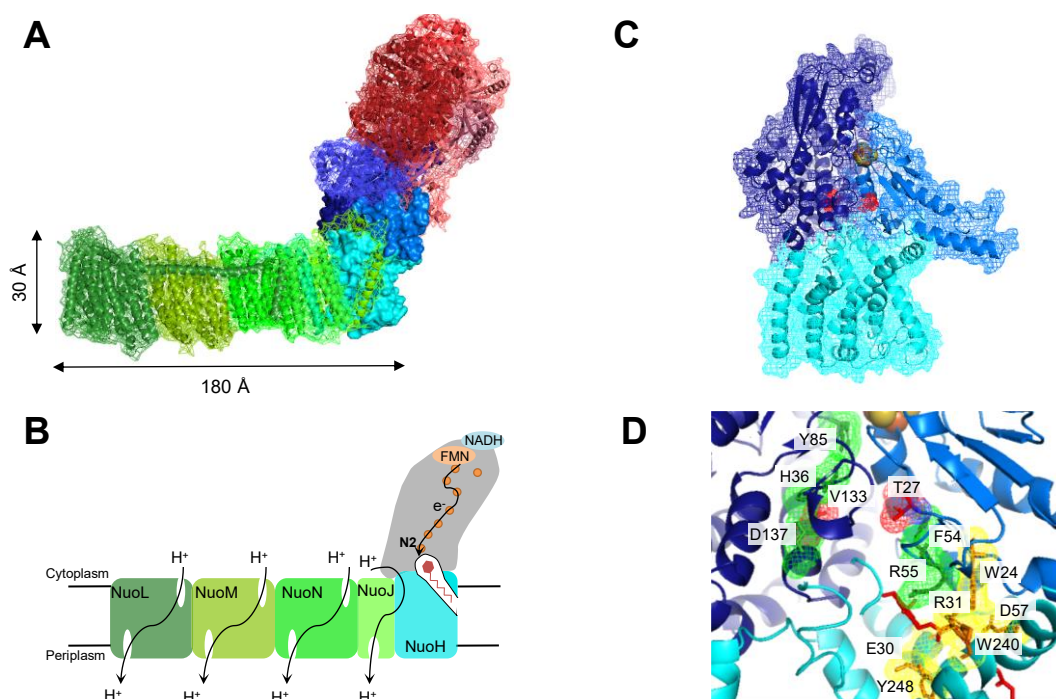 A
30 Å
180 Å
B
NADH
FMN
e-
N2
H⁺ H⁺ H⁺ H⁺
Cytoplasm
NuoL NuoM NuoN NuoJ
NuoH
Periplasm
H⁺ H⁺ H⁺ H⁺
C
D
Y85
H36
V133
T27
D137
F54
R55
W24
R31
D57
E30
W240
Y248